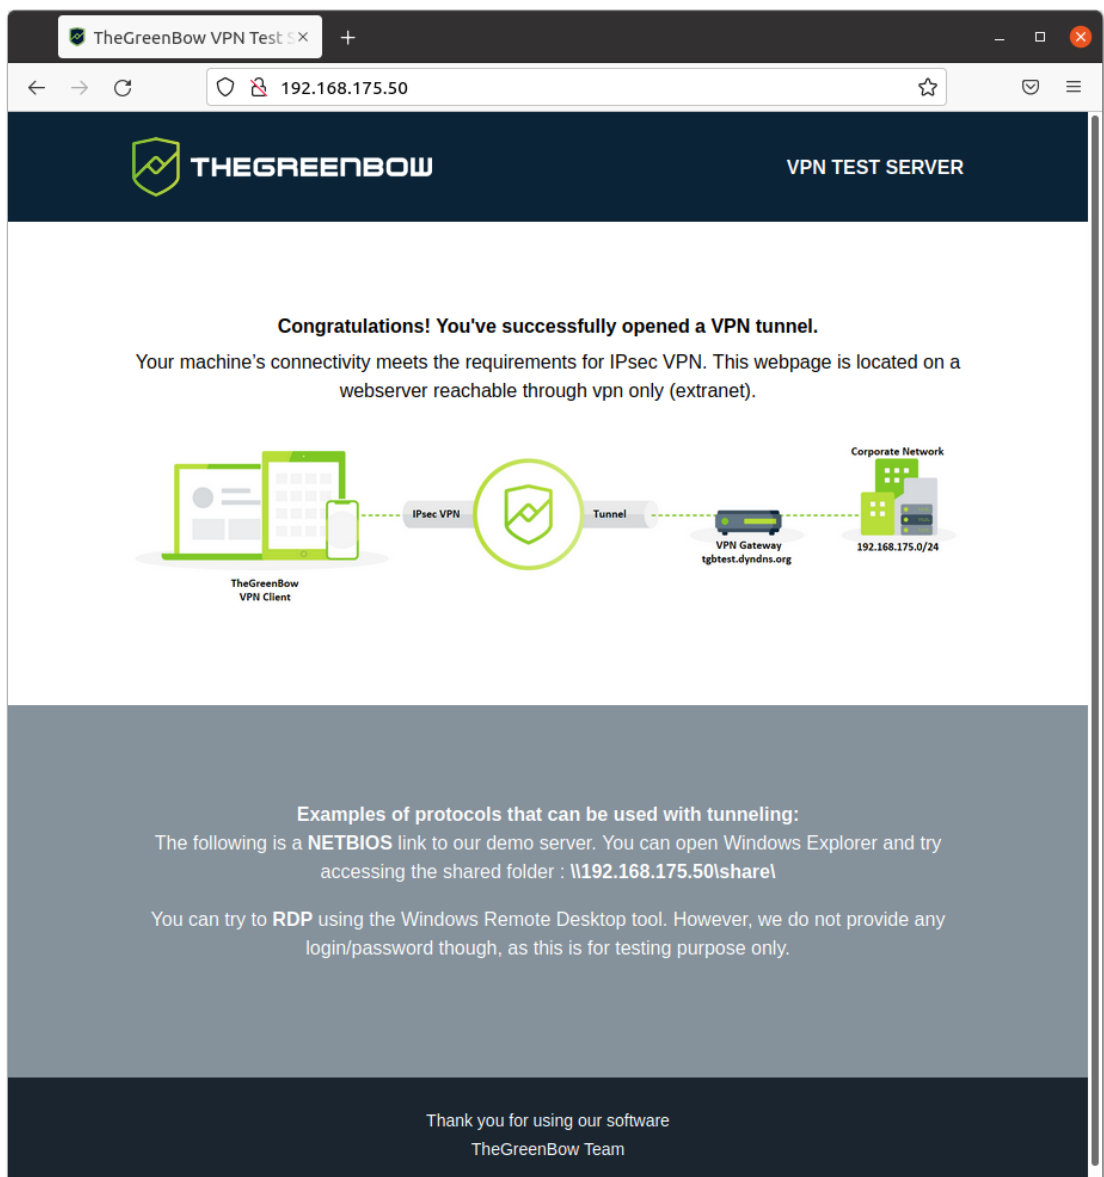 TheGreenBow VPN Test S
192.168.175.50
THEGREENBOW
VPN TEST SERVER
Congratulations! You've successfully opened a VPN tunnel.
Your machine’s connectivity meets the requirements for IPsec VPN. This webpage is located on a
webserver reachable through vpn only (extranet).
Corporate Network
IPsec VPN
Tunnel
VPN Gateway
tgbtest.dyndns.org
192.168.175.0/24
TheGreenBow
VPN Client
Examples of protocols that can be used with tunneling:
The following is a NETBIOS link to our demo server. You can open Windows Explorer and try
accessing the shared folder : \\192.168.175.50\share\
You can try to RDP using the Windows Remote Desktop tool. However, we do not provide any
login/password though, as this is for testing purpose only.
Thank you for using our software
TheGreenBow Team